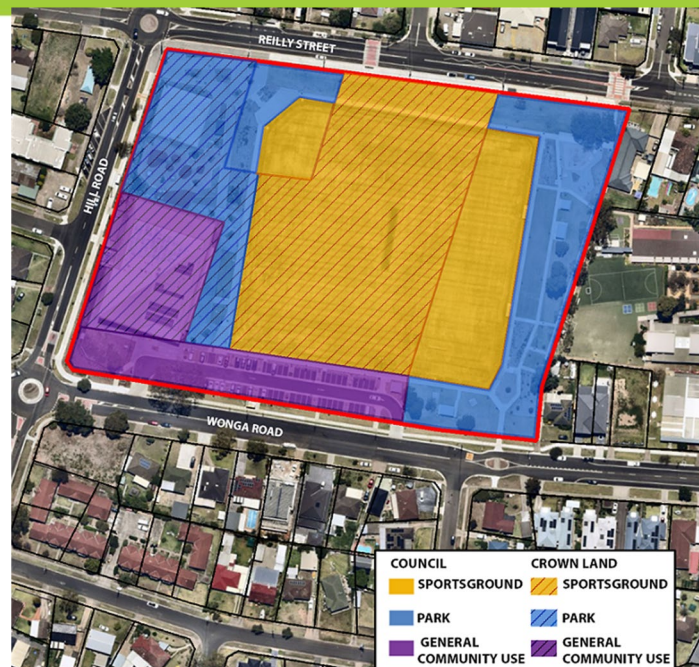 REILLY STREET
HILL ROAD
WONGA ROAD
COUNCIL
SPORTSGROUND
PARK
GENERAL
COMMUNITY USE
CROWN LAND
SPORTSGROUND
PARK
GENERAL
COMMUNITY USE